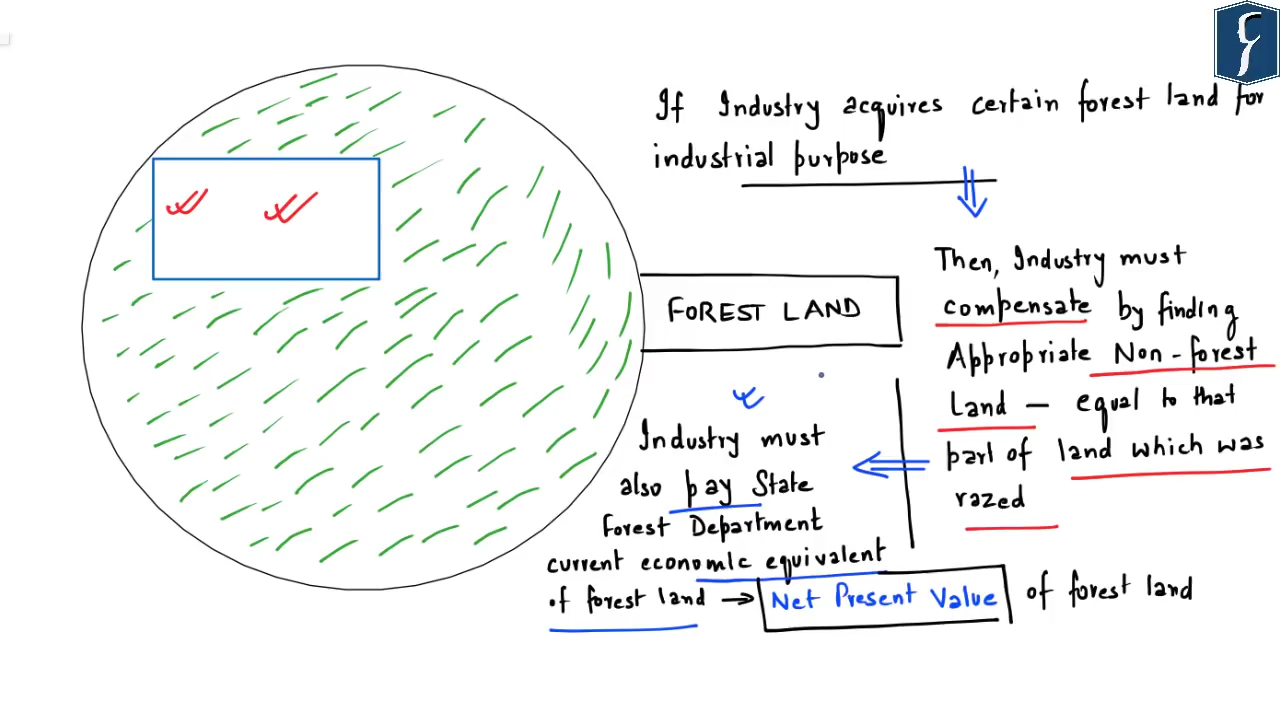 If Industry acquires certain forest land for
industrial purpose
Then, Industry must
compensate by finding
Appropriate Non-forest
Land — equal to that
part of land which was
razed
FOREST LAND
Industry must
also pay State
Forest Department
current economic equivalent
of forest land → Net Present Value of forest land